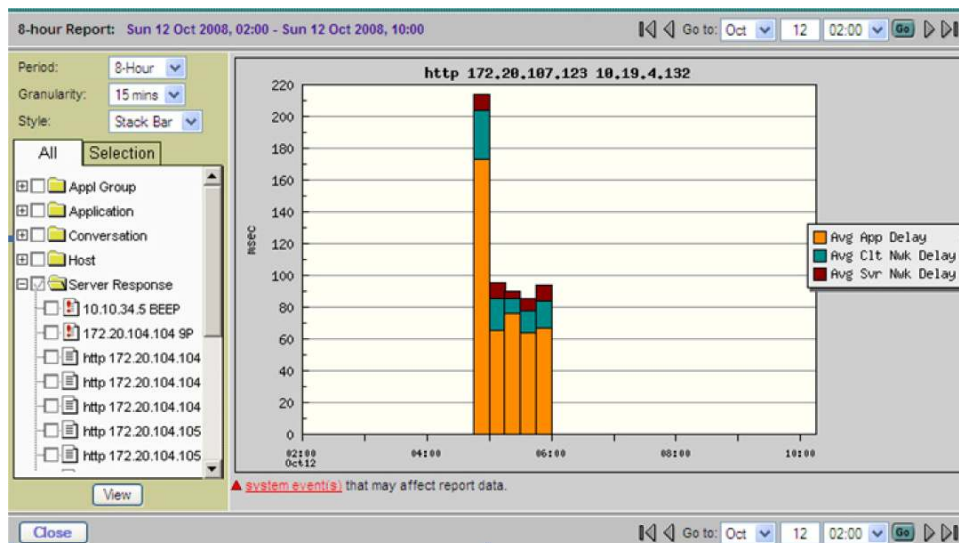 8-hour Report: Sun 12 Oct 2008, 02:00 - Sun 12 Oct 2008, 10:00
Go to: Oct 12 02:00 Go
Period: 8-Hour
Granularity: 15 mins
Style: Stack Bar
All Selection
Appl Group
Application
Conversation
Host
Server Response
10.10.34.5 BEEP
172.20.104.104 9P
http 172.20.104.104
http 172.20.104.104
http 172.20.104.104
http 172.20.104.105
http 172.20.104.105
View
http 172.20.107.123 10.19.4.132
220
200
180
160
140
120
100
80
60
40
20
0
msec
02:00 04:00 06:00 08:00 10:00
Oct12
Avg App Delay
Avg Clt Nwk Delay
Avg Svr Nwk Delay
system event(s) that may affect report data.
Close
Go to: Oct 12 02:00 Go